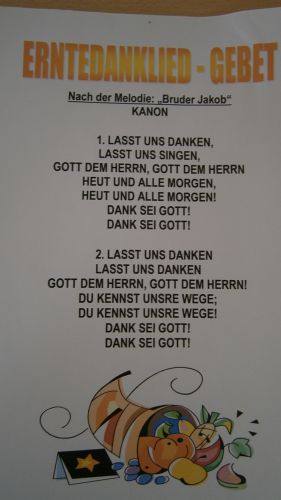 ERNTEDANKLIED - GEBET
Nach der Melodie: „Bruder Jakob“
KANON
1. LASST UNS DANKEN,
LASST UNS SINGEN,
GOTT DEM HERRN, GOTT DEM HERRN
HEUT UND ALLE MORGEN,
HEUT UND ALLE MORGEN!
DANK SEI GOTT!
DANK SEI GOTT!
2. LASST UNS DANKEN
LASST UNS DANKEN
GOTT DEM HERRN, GOTT DEM HERRN!
DU KENNST UNSRE WEGE;
DU KENNST UNSRE WEGE!
DANK SEI GOTT!
DANK SEI GOTT!